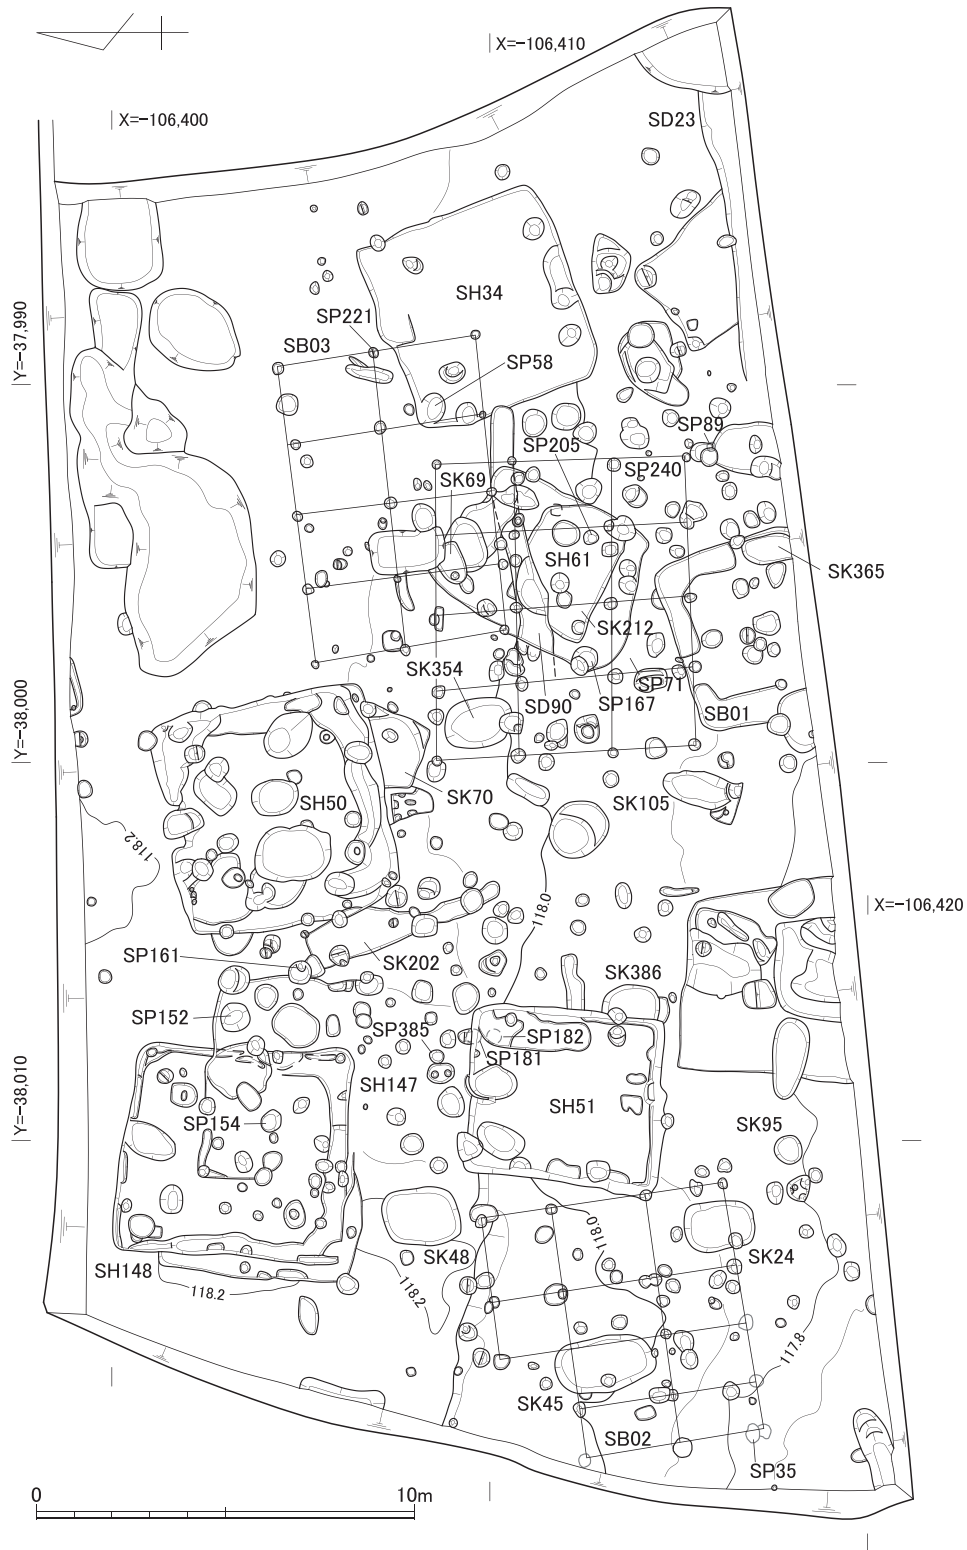 X=-106,410
X=-106,400
SD23
SH34
Y=-37,990
SP221
SB03
SP58
SP89
SP205
SP240
SK69
SH61
SK365
SK212
SK354
SP71
Y=-38,000
SD90
SP167
SB01
SH50
SK70
SK105
118.2
118.0
X=-106,420
SP161
SK202
SK386
SP152
SP385
SP182
SP181
Y=-38,010
SH147
SH51
SP154
SK95
118.0
SK48
SK24
SH148
118.2
118.2
117.8
SK45
SB02
SP35
0
10m